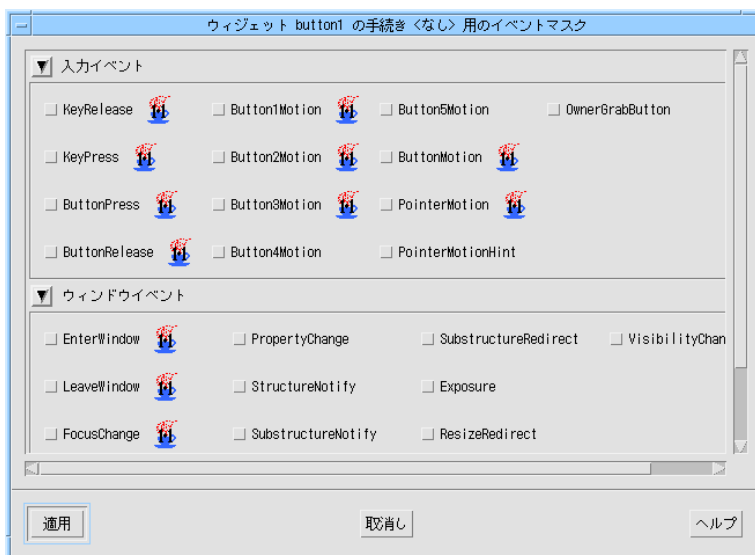 ウィジェット button1 の手続き <なし> 用のイベントマスク
入力イベント
KeyRelease Button1Motion Button5Motion OwnerGrabButton
KeyPress Button2Motion ButtonMotion
ButtonPress Button3Motion PointerMotion
ButtonRelease Button4Motion PointerMotionHint
ウィンドウイベント
EnterWindow PropertyChange SubstructureRedirect VisibilityChan
LeaveWindow StructureNotify Exposure
FocusChange SubstructureNotify ResizeRedirect
適用 取消し ヘルプ